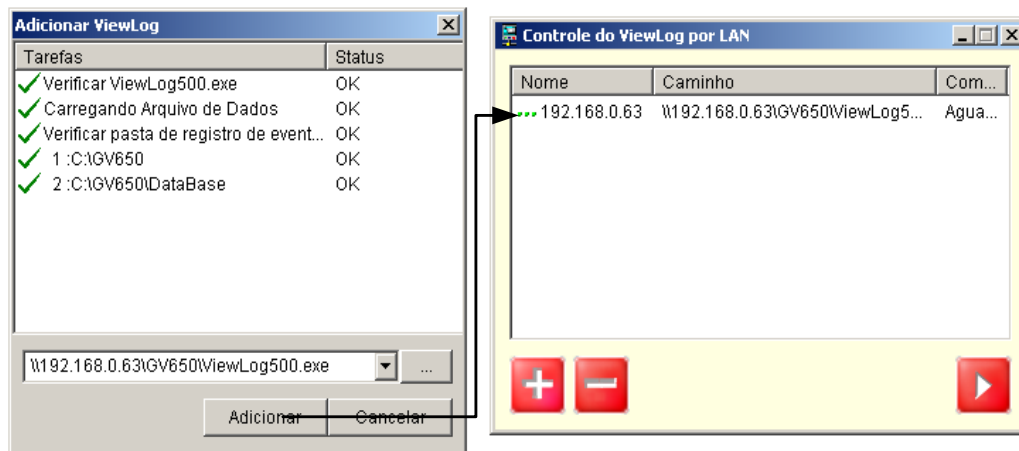 Adicionar ViewLog
Tarefas Status
Verificar ViewLog500.exe OK
Carregando Arquivo de Dados OK
Verificar pasta de registro de event... OK
1 :C:\GV650 OK
2 :C:\GV650\DataBase OK
\\192.168.0.63\GV650\ViewLog500.exe ...
Adicionar Cancelar
Controle do ViewLog por LAN
Nome Caminho Com...
192.168.0.63 \\192.168.0.63\GV650\ViewLog5... Agua...